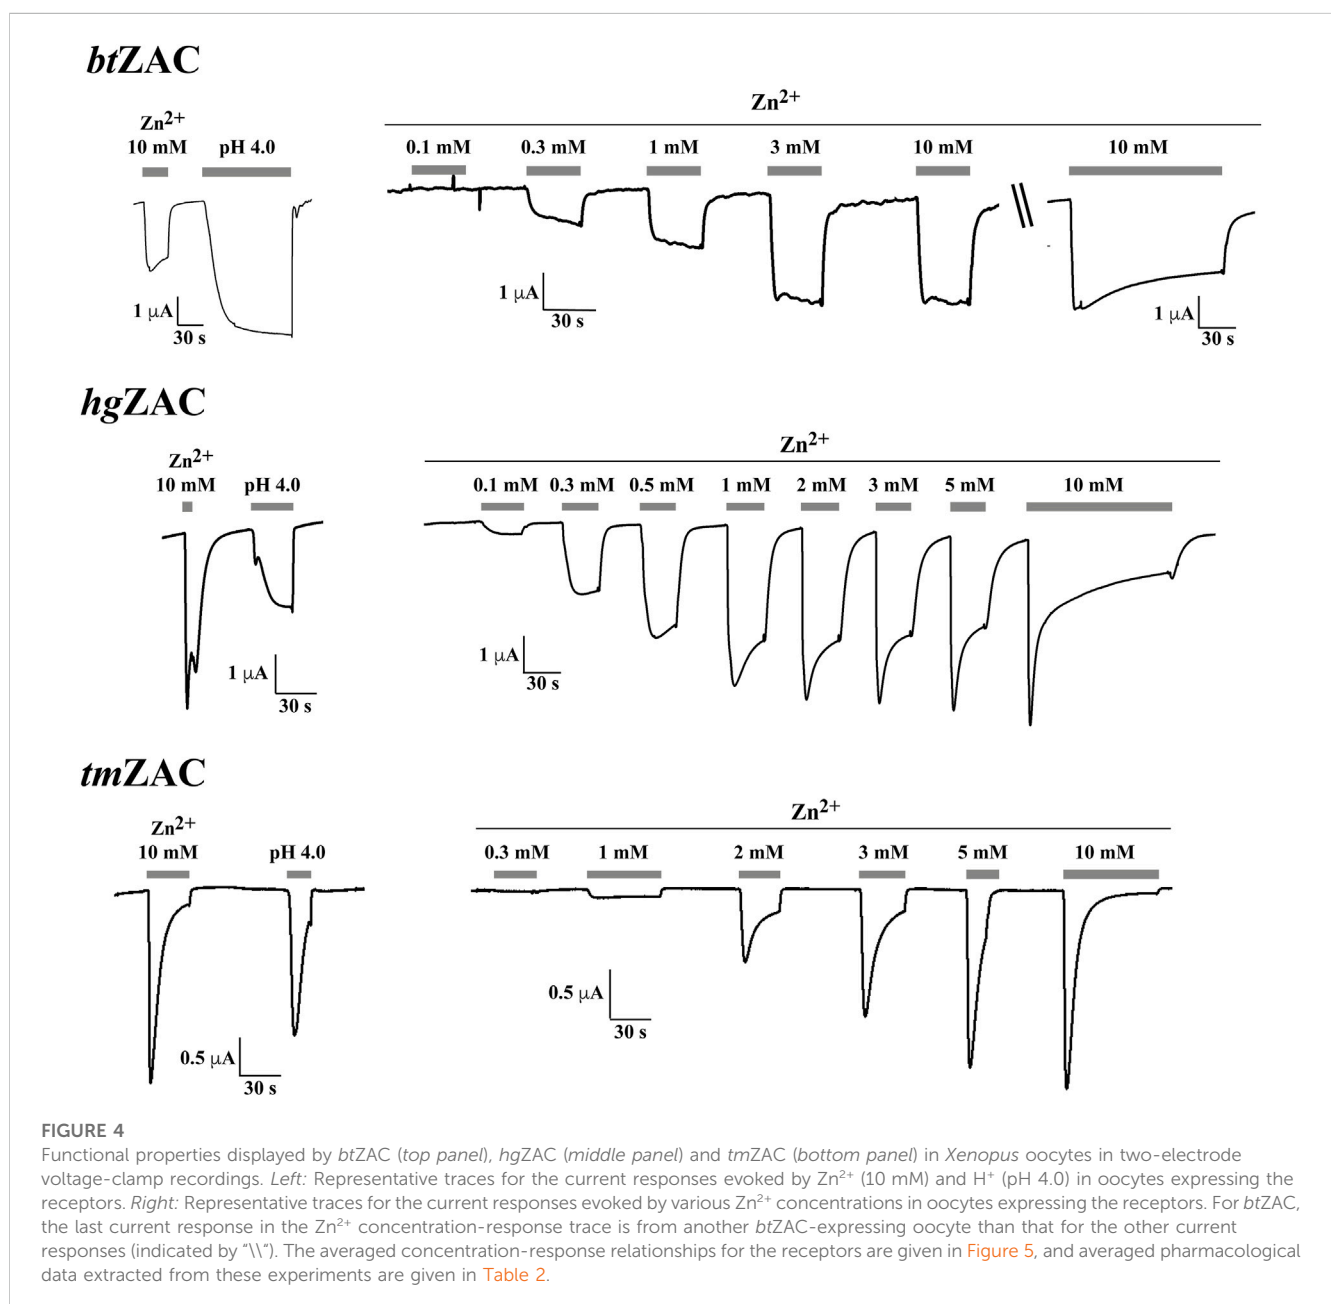 btZAC
Zn2+
Zn2+
10 mM pH 4.0
0.1 mM 0.3 mM 1 mM 3 mM 10 mM 10 mM
1 µA
30 s
1 µA
30 s
1 µA
30 s
hgZAC
Zn2+
Zn2+
10 mM pH 4.0
0.1 mM 0.3 mM 0.5 mM 1 mM 2 mM 3 mM 5 mM 10 mM
1 µA
30 s
1 µA
30 s
tmZAC
Zn2+
Zn2+
10 mM pH 4.0
0.3 mM 1 mM 2 mM 3 mM 5 mM 10 mM
0.5 µA
30 s
0.5 µA
30 s
FIGURE 4
Functional properties displayed by btZAC (top panel), hgZAC (middle panel) and tmZAC (bottom panel) in Xenopus oocytes in two-electrode
voltage-clamp recordings. Left: Representative traces for the current responses evoked by Zn2+ (10 mM) and H+ (pH 4.0) in oocytes expressing the
receptors. Right: Representative traces for the current responses evoked by various Zn2+ concentrations in oocytes expressing the receptors. For btZAC,
the last current response in the Zn2+ concentration-response trace is from another btZAC-expressing oocyte than that for the other current
responses (indicated by "\\"). The averaged concentration-response relationships for the receptors are given in Figure 5, and averaged pharmacological
data extracted from these experiments are given in Table 2.